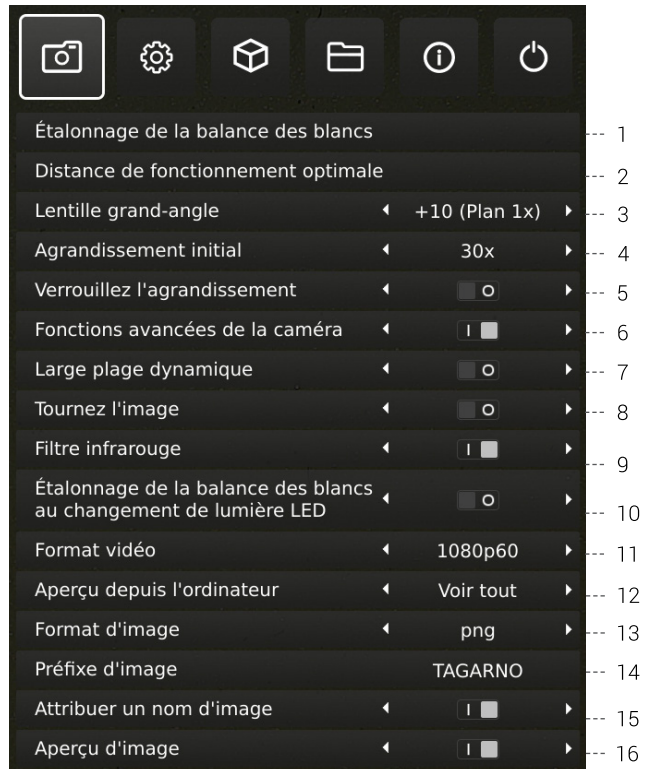 Étalonnage de la balance des blancs --- 1
Distance de fonctionnement optimale --- 2
Lentille grand-angle +10 (Plan 1x) --- 3
Agrandissement initial 30x --- 4
Verrouillez l'agrandissement O --- 5
Fonctions avancées de la caméra I --- 6
Large plage dynamique O --- 7
Tournez l'image O --- 8
Filtre infrarouge I --- 9
Étalonnage de la balance des blancs
au changement de lumière LED O --- 10
Format vidéo 1080p60 --- 11
Aperçu depuis l'ordinateur Voir tout --- 12
Format d'image png --- 13
Préfixe d'image TAGARNO --- 14
Attribuer un nom d'image I --- 15
Aperçu d'image I --- 16